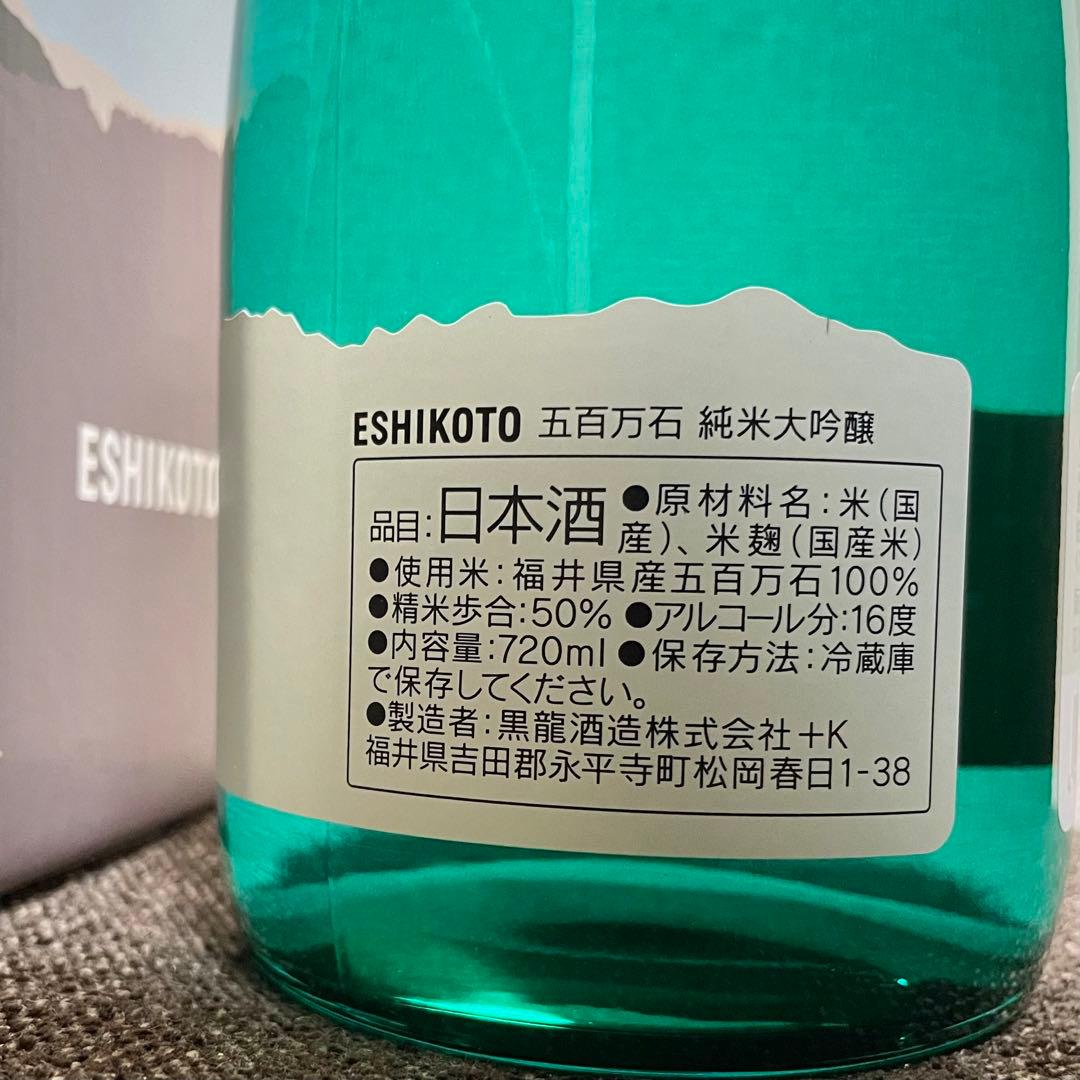 ESHIKOTO
ESHIKOTO 五百万石 純米大吟醸
品目:日本酒 ●原材料名:米(国
産)、米麹(国産米)
●使用米:福井県産五百万石100%
●精米歩合:50% ●アルコール分:16度
●内容量:720ml ●保存方法:冷蔵庫
で保存してください。
●製造者:黒龍酒造株式会社+K
福井県吉田郡永平寺町松岡春日1-38